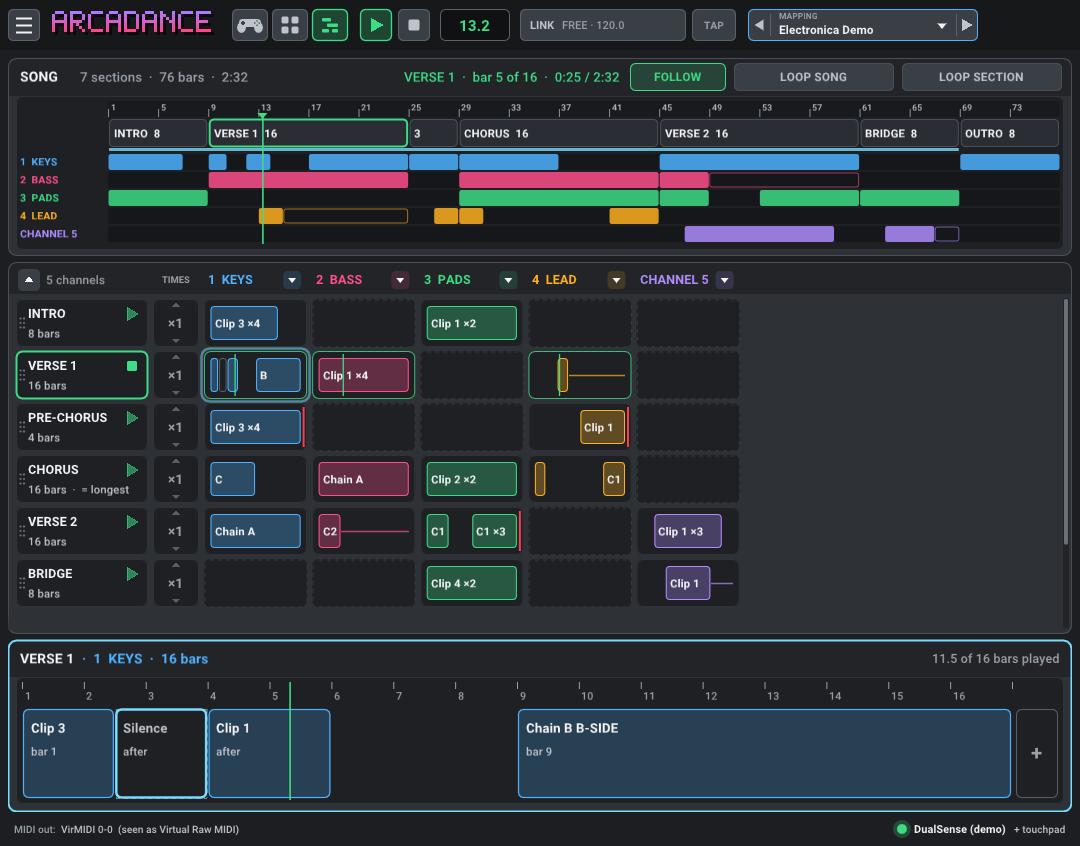 ARCADANCE
13.2
LINK FREE · 120.0
TAP
MAPPING
Electronica Demo
SONG 7 sections · 76 bars · 2:32
VERSE 1 · bar 5 of 16 · 0:25 / 2:32
FOLLOW
LOOP SONG
LOOP SECTION
1 5 9 13 17 21 25 29 33 37 41 45 49 53 57 61 65 69 73
INTRO 8 VERSE 1 16 3 CHORUS 16 VERSE 2 16 BRIDGE 8 OUTRO 8
1 KEYS
2 BASS
3 PADS
4 LEAD
CHANNEL 5
5 channels TIMES 1 KEYS 2 BASS 3 PADS 4 LEAD CHANNEL 5
INTRO
8 bars
×1 Clip 3 ×4 Clip 1 ×2
VERSE 1
16 bars
×1 B Clip 1 ×4
PRE-CHORUS
4 bars
×1 Clip 3 ×4 Clip 1
CHORUS
16 bars · = longest
×1 C Chain A Clip 2 ×2 C1
VERSE 2
16 bars
×1 Chain A C2 C1 C1 ×3 Clip 1 ×3
BRIDGE
8 bars
×1 Clip 4 ×2 Clip 1
VERSE 1 · 1 KEYS · 16 bars
11.5 of 16 bars played
1 2 3 4 5 6 7 8 9 10 11 12 13 14 15 16
Clip 3
bar 1
Silence
after
Clip 1
after
Chain B B-SIDE
bar 9
+
MIDI out: VirMIDI 0-0 (seen as Virtual Raw MIDI)
DualSense (demo) + touchpad